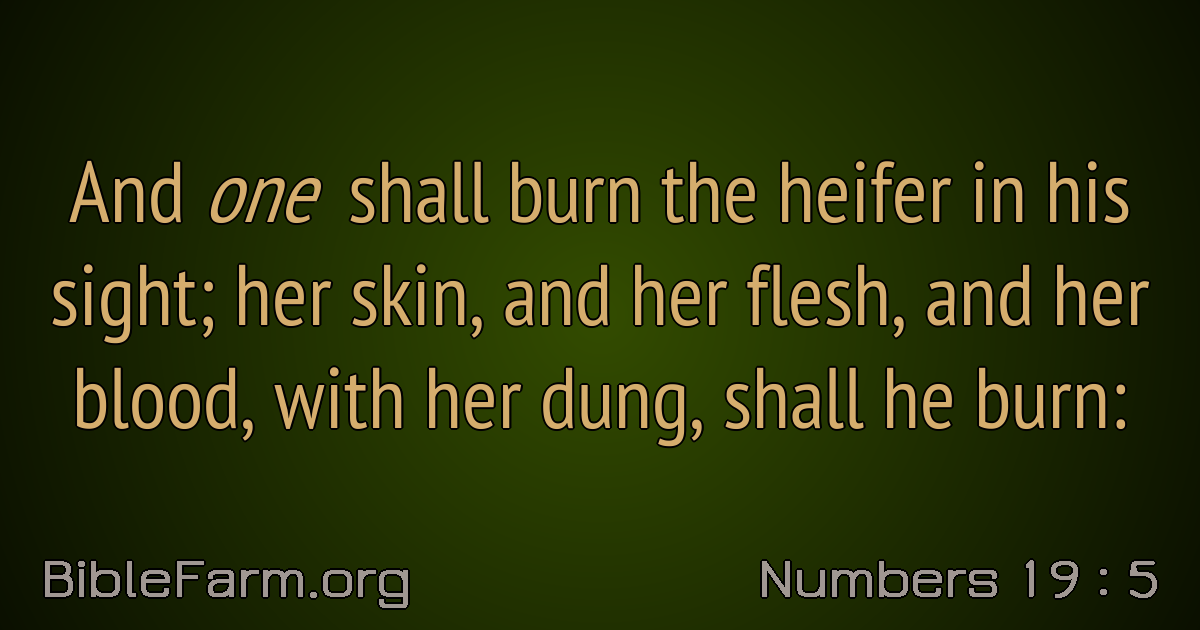 And one shall burn the heifer in his
sight; her skin, and her flesh, and her
blood, with her dung, shall he burn:
BibleFarm.org
Numbers 19 : 5